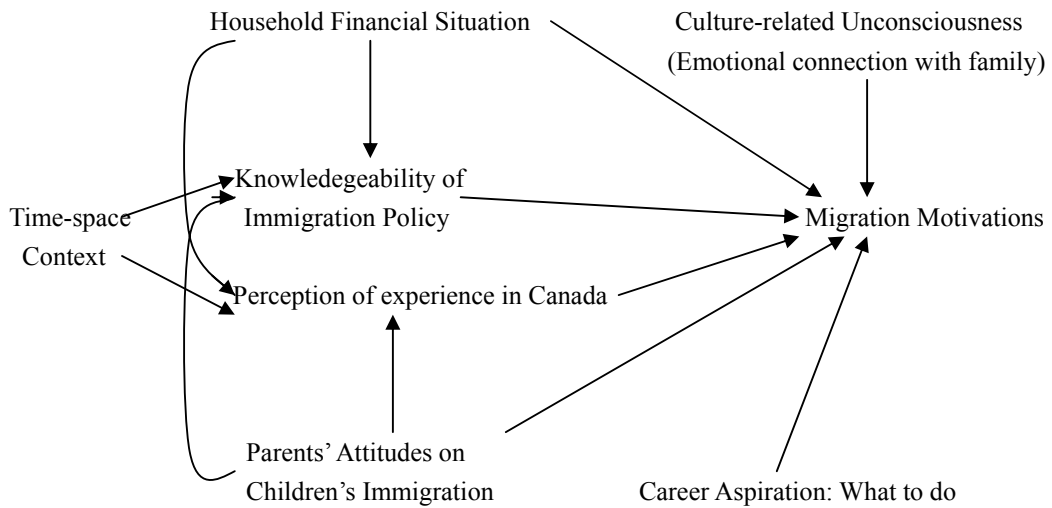 Household Financial Situation
Culture-related Unconsciousness
(Emotional connection with family)
Knowledegeability of
Immigration Policy
Time-space
Context
Migration Motivations
Perception of experience in Canada
Parents’ Attitudes on
Children’s Immigration
Career Aspiration: What to do